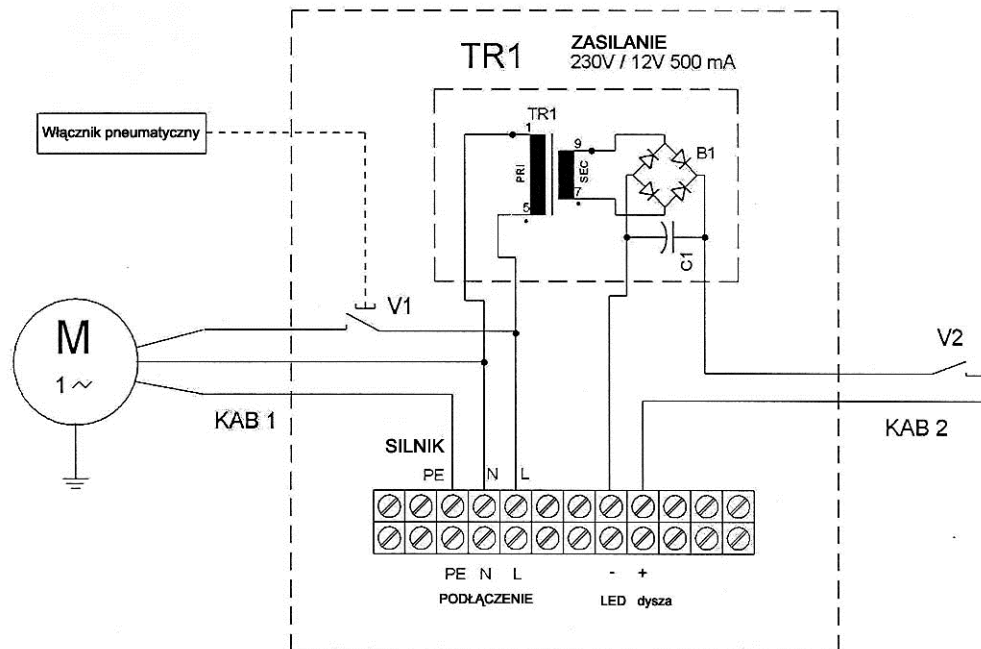 TR1
ZASILANIE
230V / 12V 500 mA
TR1
Włącznik pneumatyczny
1
PRI
5
9
SEC
7
B1
C1
V1
V2
M
1 ~
KAB 1
KAB 2
SILNIK
PE N L
PE N L - +
PODŁĄCZENIE LED dysza